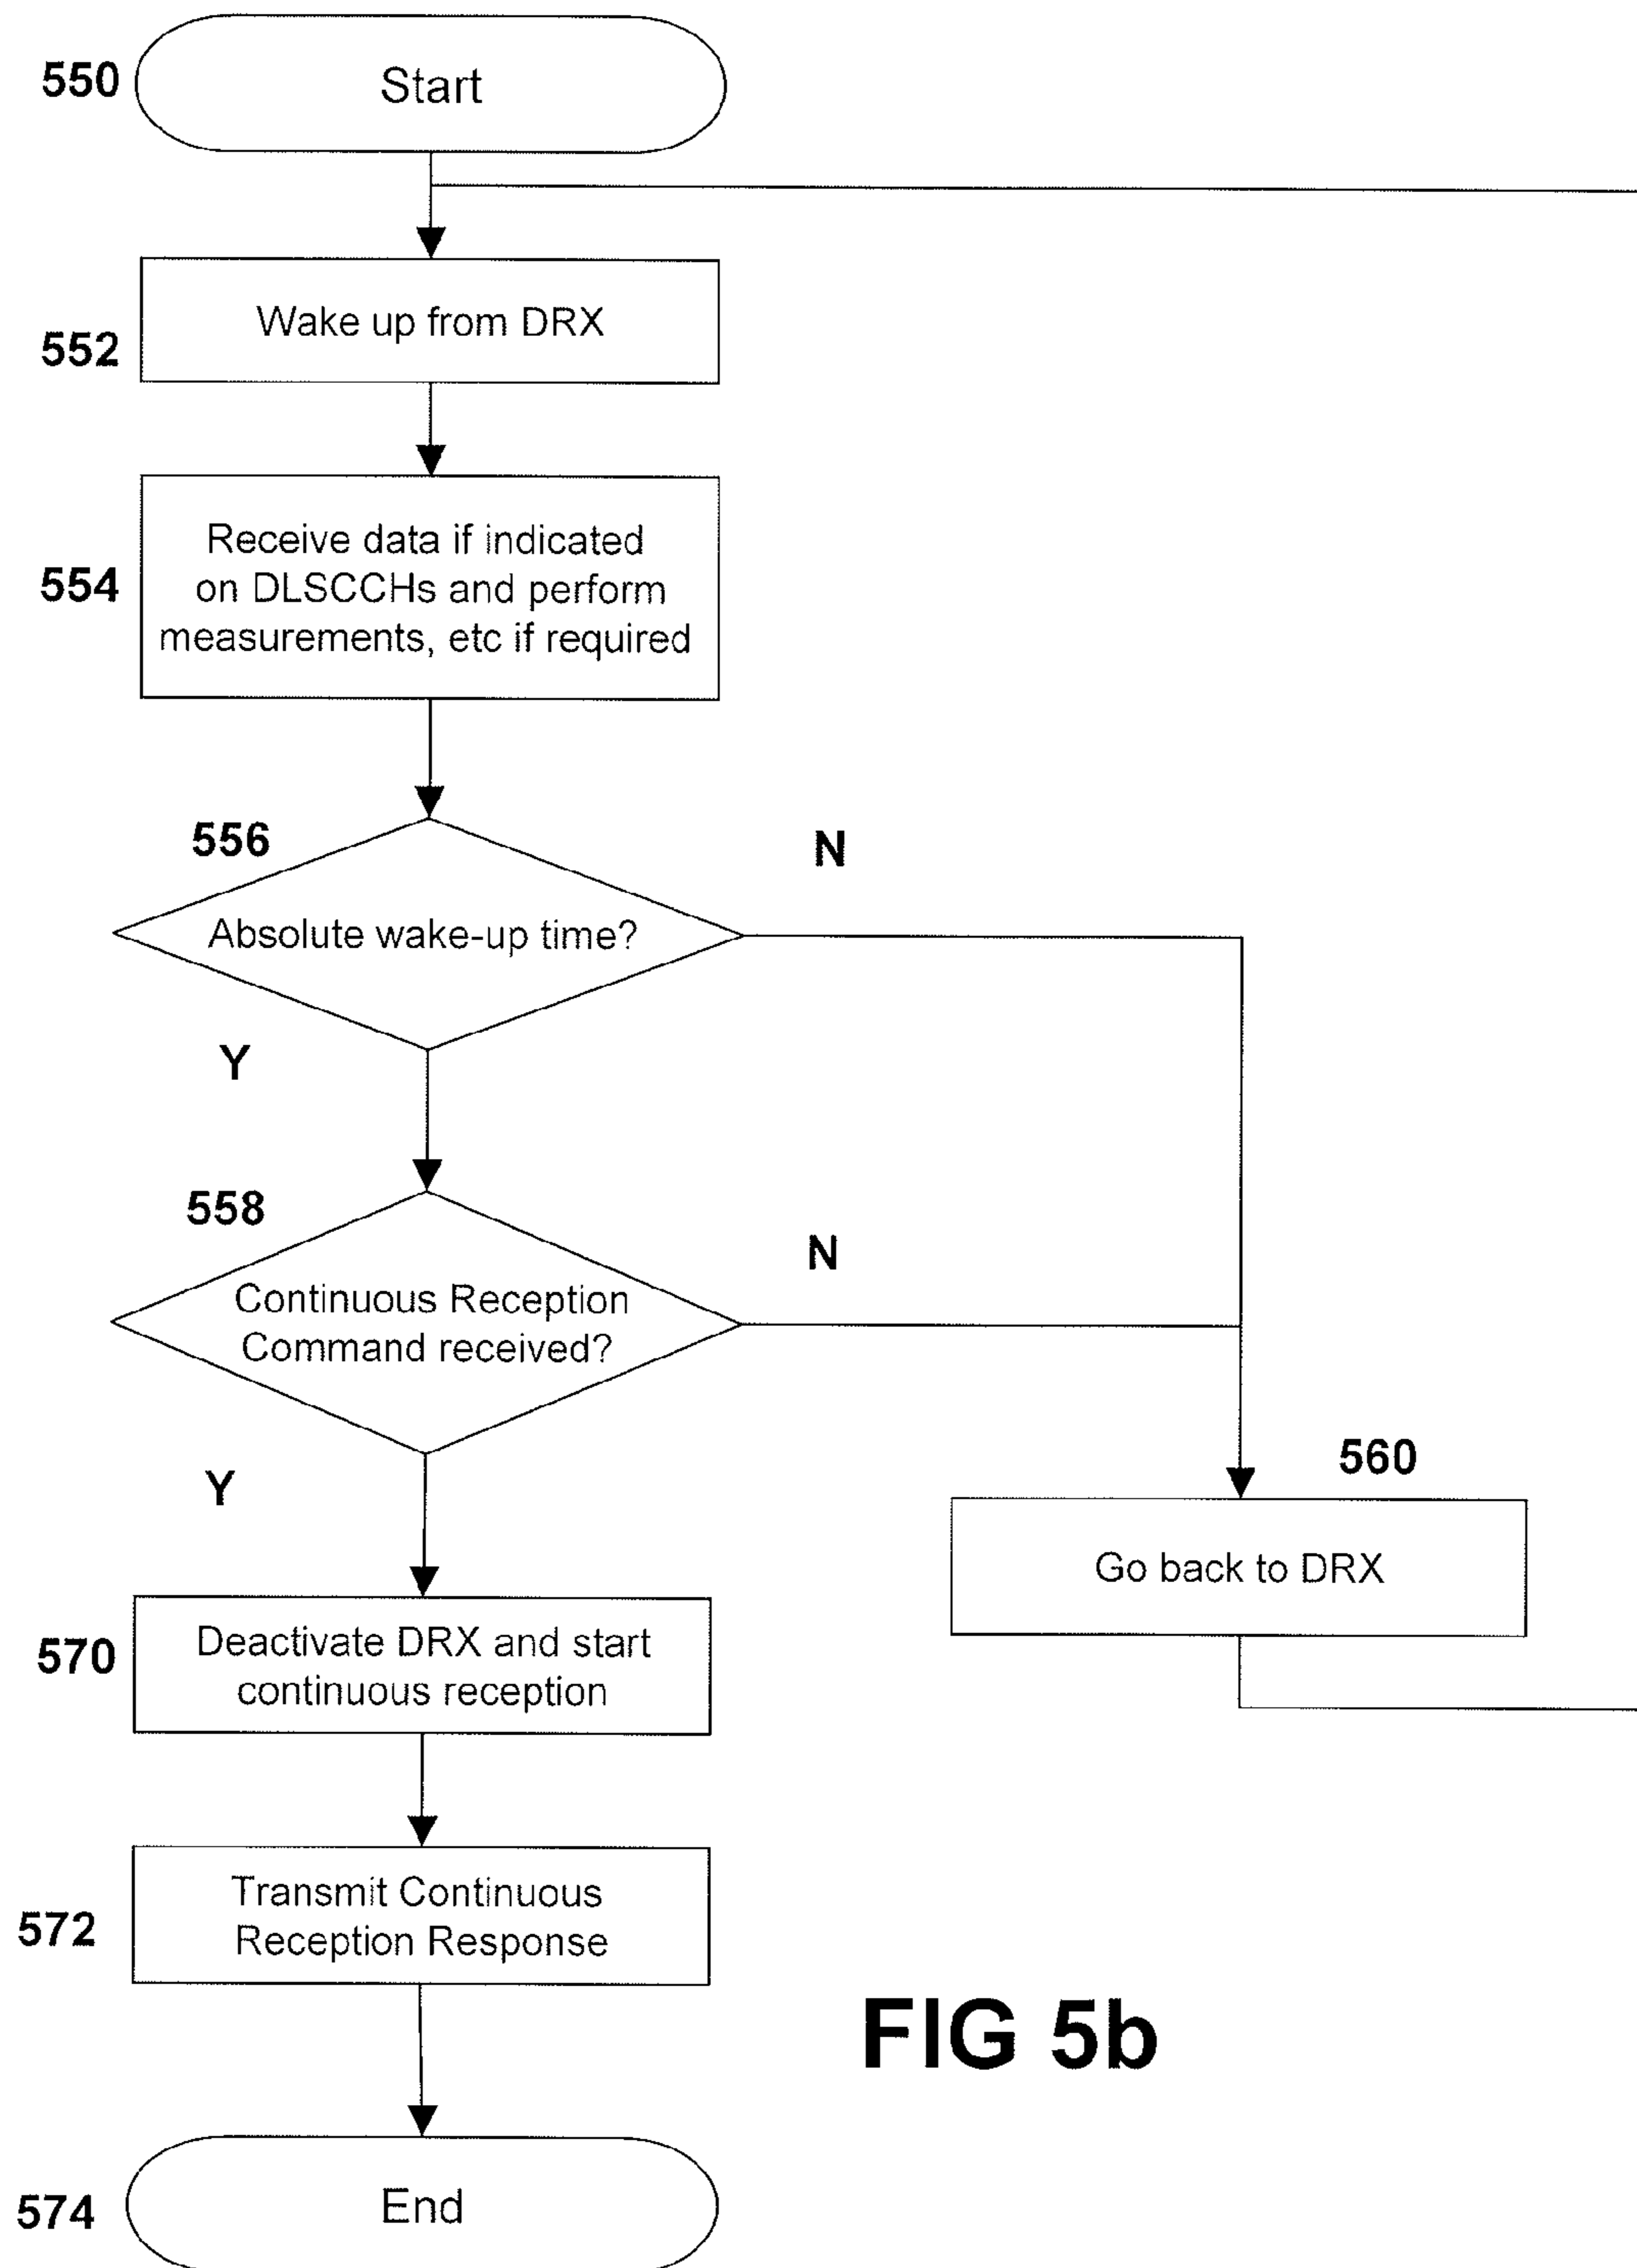 550
Start
552
Wake up from DRX
554
Receive data if indicated
on DLSCCHs and perform
measurements, etc if required
556
N
Absolute wake-up time?
Y
558
N
Continuous Reception
Command received?
Y
560
Go back to DRX
570
Deactivate DRX and start
continuous reception
572
Transmit Continuous
Reception Response
FIG 5b
574
End